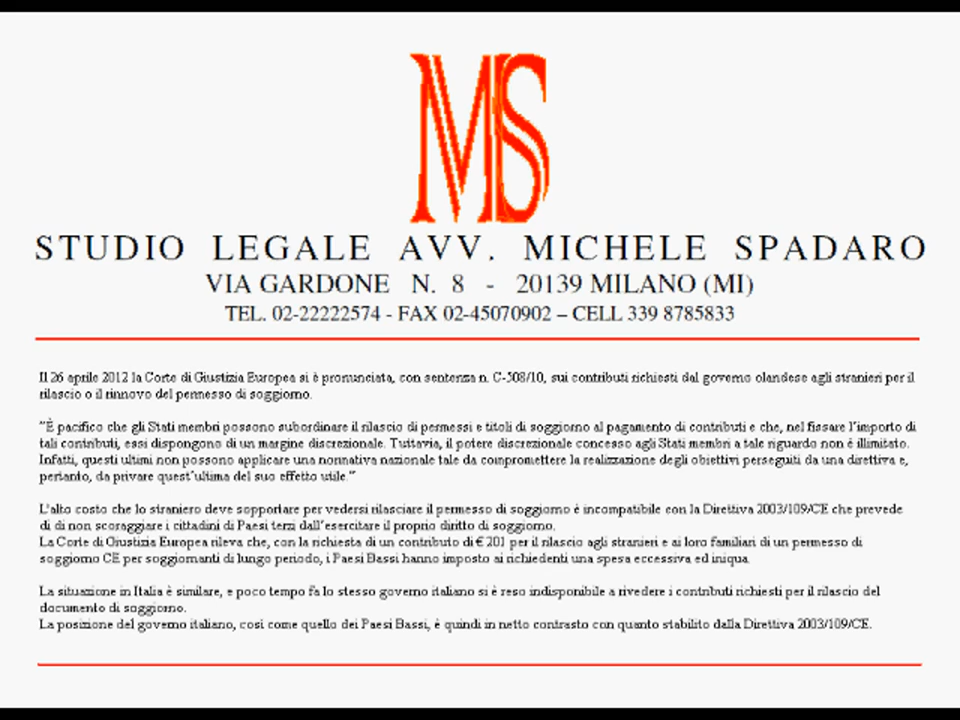 MS
STUDIO LEGALE AVV. MICHELE SPADARO
VIA GARDONE N. 8 - 20139 MILANO (MI)
TEL. 02-22222574 - FAX 02-45070902 – CELL 339 8785833
Il 26 aprile 2012 la Corte di Giustizia Europea si è pronunciata, con sentenza n. C-508/10, sui contributi richiesti dal governo olandese agli stranieri per il
rilascio o il rinnovo del permesso di soggiorno.
"È pacifico che gli Stati membri possono subordinare il rilascio di permessi e titoli di soggiorno al pagamento di contributi e che, nel fissare l'importo di
tali contributi, essi dispongono di un margine discrezionale. Tuttavia, il potere discrezionale concesso agli Stati membri a tale riguardo non è illimitato.
Infatti, questi ultimi non possono applicare una normativa nazionale tale da compromettere la realizzazione degli obiettivi perseguiti da una direttiva e,
pertanto, da privare quest'ultima del suo effetto utile."
L'alto costo che lo straniero deve sopportare per vedersi rilasciare il permesso di soggiorno è incompatibile con la Direttiva 2003/109/CE che prevede
di di non scoraggiare i cittadini di Paesi terzi dall'esercitare il proprio diritto di soggiorno.
La Corte di Giustizia Europea rileva che, con la richiesta di un contributo di € 201 per il rilascio agli stranieri e ai loro familiari di un permesso di
soggiorno CE per soggiornanti di lungo periodo, i Paesi Bassi hanno imposto ai richiedenti una spesa eccessiva ed iniqua.
La situazione in Italia è similare, e poco tempo fa lo stesso governo italiano si è reso indisponibile a rivedere i contributi richiesti per il rilascio del
documento di soggiorno.
La posizione del governo italiano, così come quello dei Paesi Bassi, è quindi in netto contrasto con quanto stabilito dalla Direttiva 2003/109/CE.